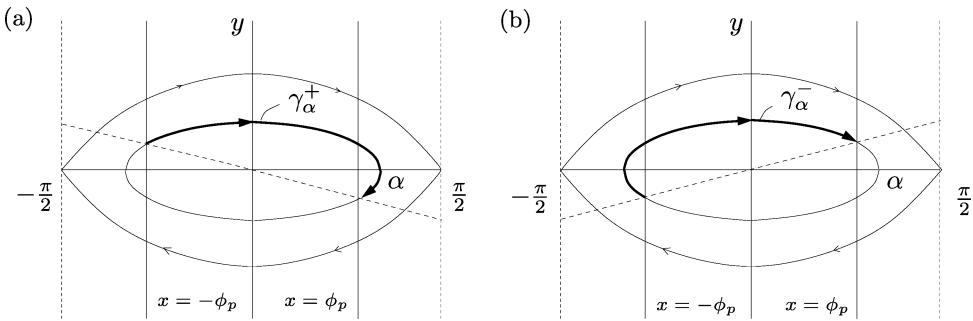 (a)
y
γ_α^+
α
−π/2
π/2
x = −ϕ_p
x = ϕ_p
(b)
y
γ_α^−
α
−π/2
π/2
x = −ϕ_p
x = ϕ_p